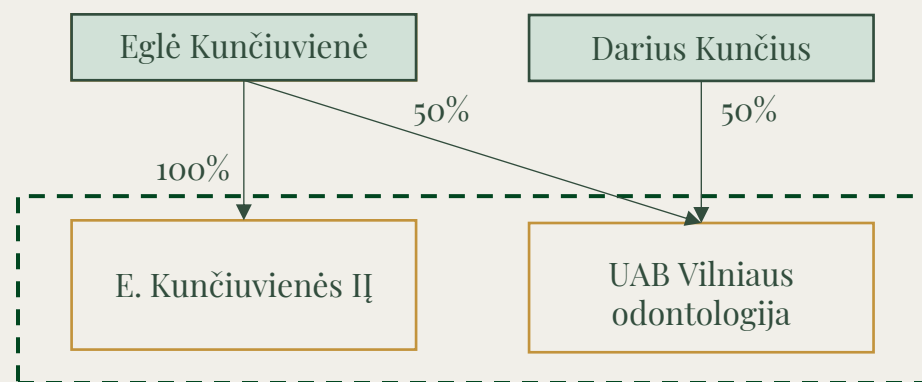 Eglė Kunčiuvienė
Darius Kunčius
50%
50%
100%
E. Kunčiuvienės IĮ
UAB Vilniaus
odontologija